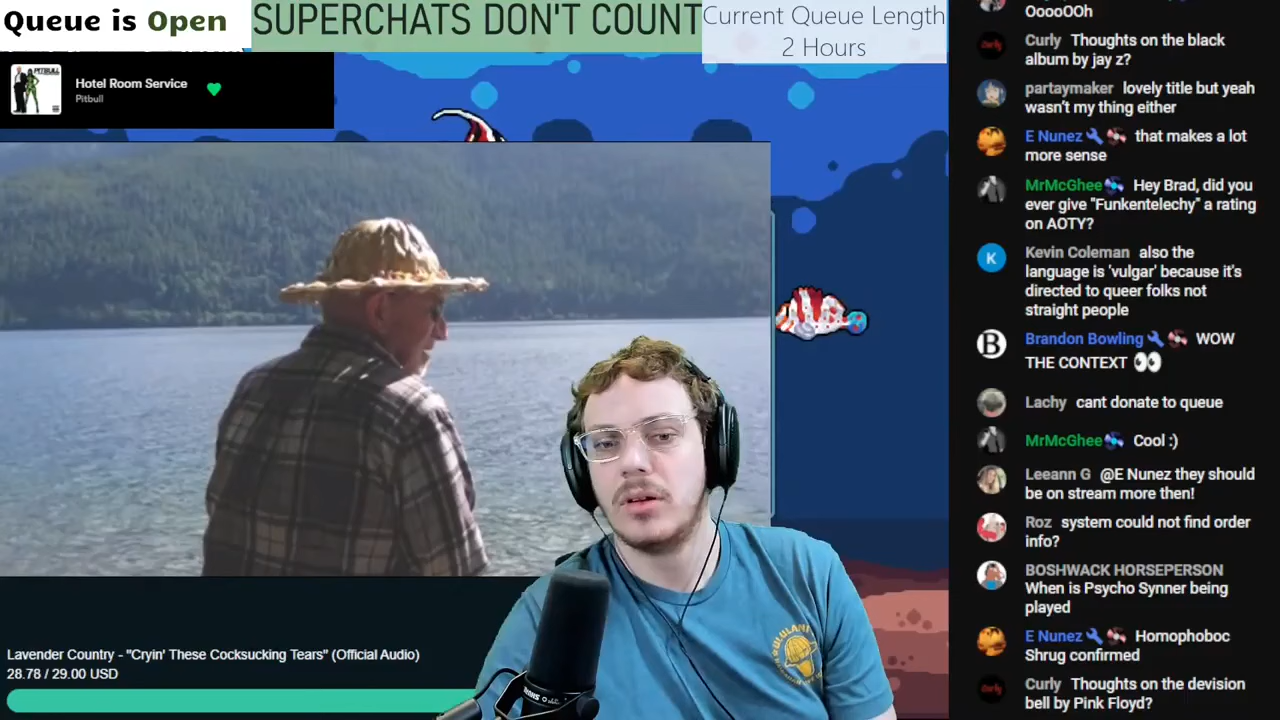 Queue is Open
SUPERCHATS DON'T COUNT
Current Queue Length
2 Hours
Hotel Room Service
Pitbull
Lavender Country - "Cryin' These Cocksucking Tears" (Official Audio)
28.78 / 29.00 USD
OoooOOh
Curly Thoughts on the black
album by jay z?
partaymaker lovely title but yeah
wasn't my thing either
E Nunez that makes a lot
more sense
MrMcGhee Hey Brad, did you
ever give "Funkentelechy" a rating
on AOTY?
K
Kevin Coleman also the
language is 'vulgar' because it's
directed to queer folks not
straight people
B
Brandon Bowling WOW
THE CONTEXT
Lachy cant donate to queue
MrMcGhee Cool :)
Leeann G @E Nunez they should
be on stream more then!
Roz system could not find order
info?
BOSHWACK HORSEPERSON
When is Psycho Synner being
played
E Nunez Homophoboc
Shrug confirmed
Curly Thoughts on the devision
bell by Pink Floyd?